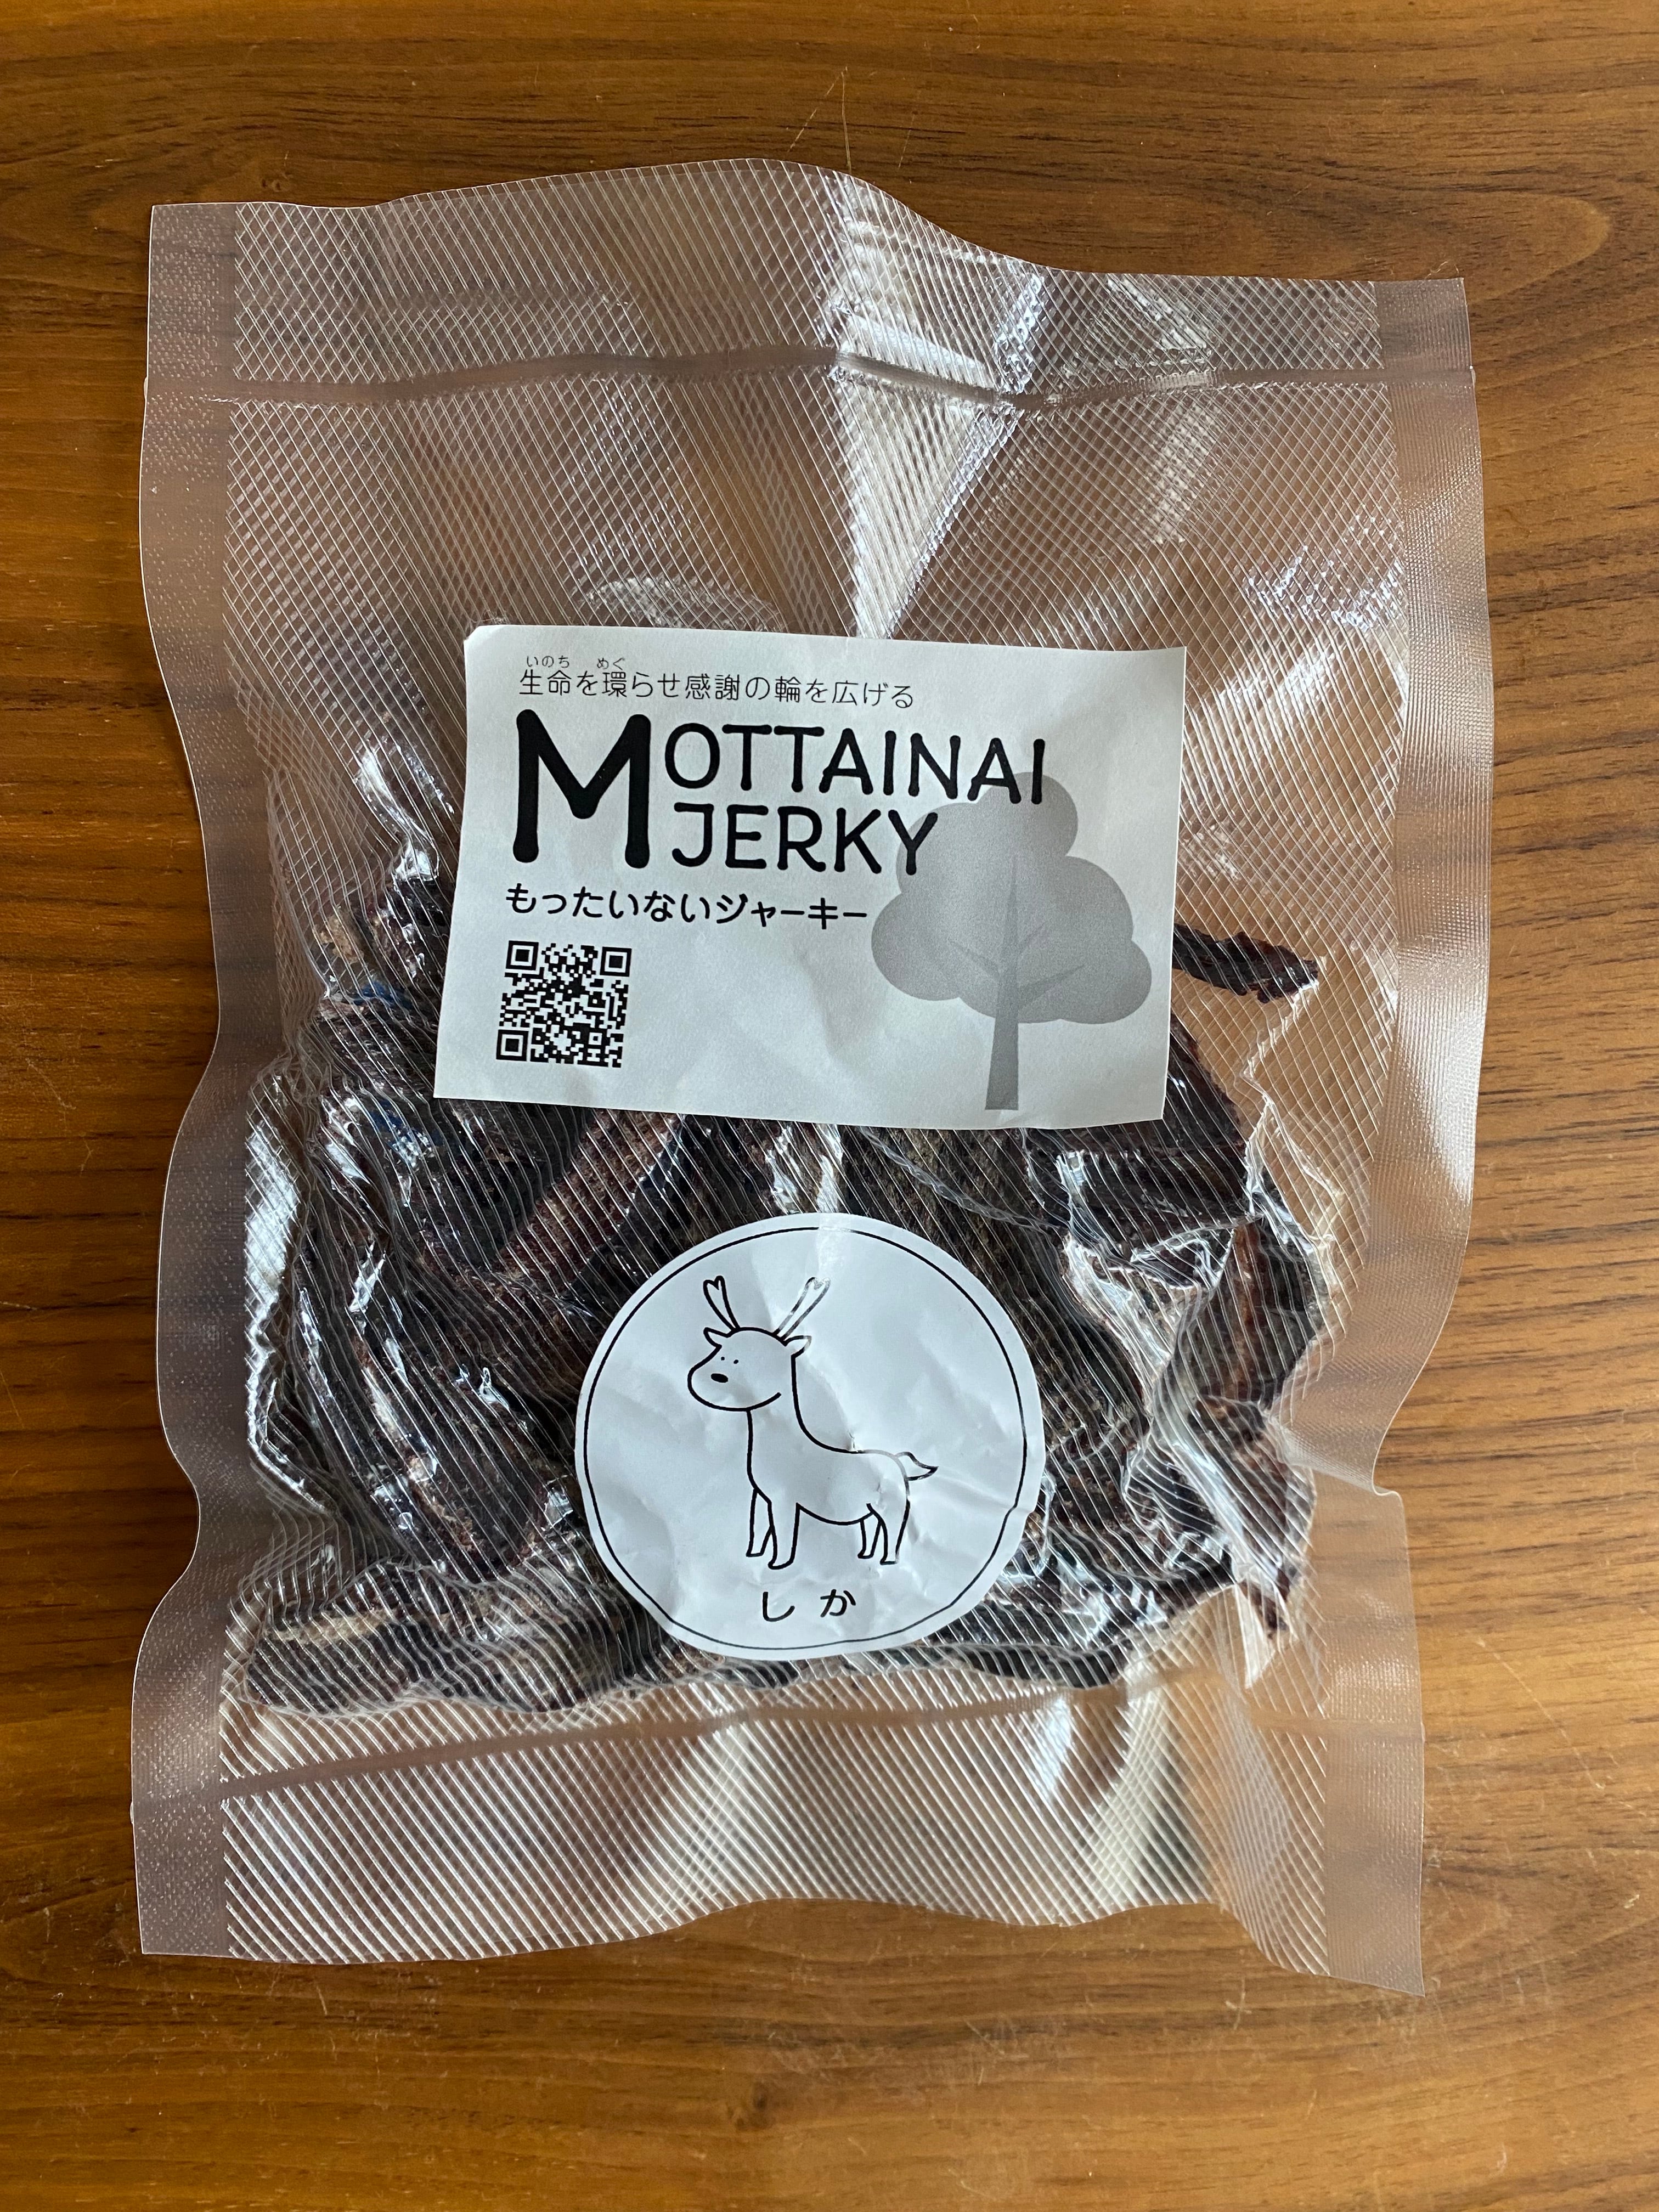 いのち めぐ
生命を環らせ感謝の輪を広げる
MOTTAINAI
JERKY
もったいないジャーキー
しか